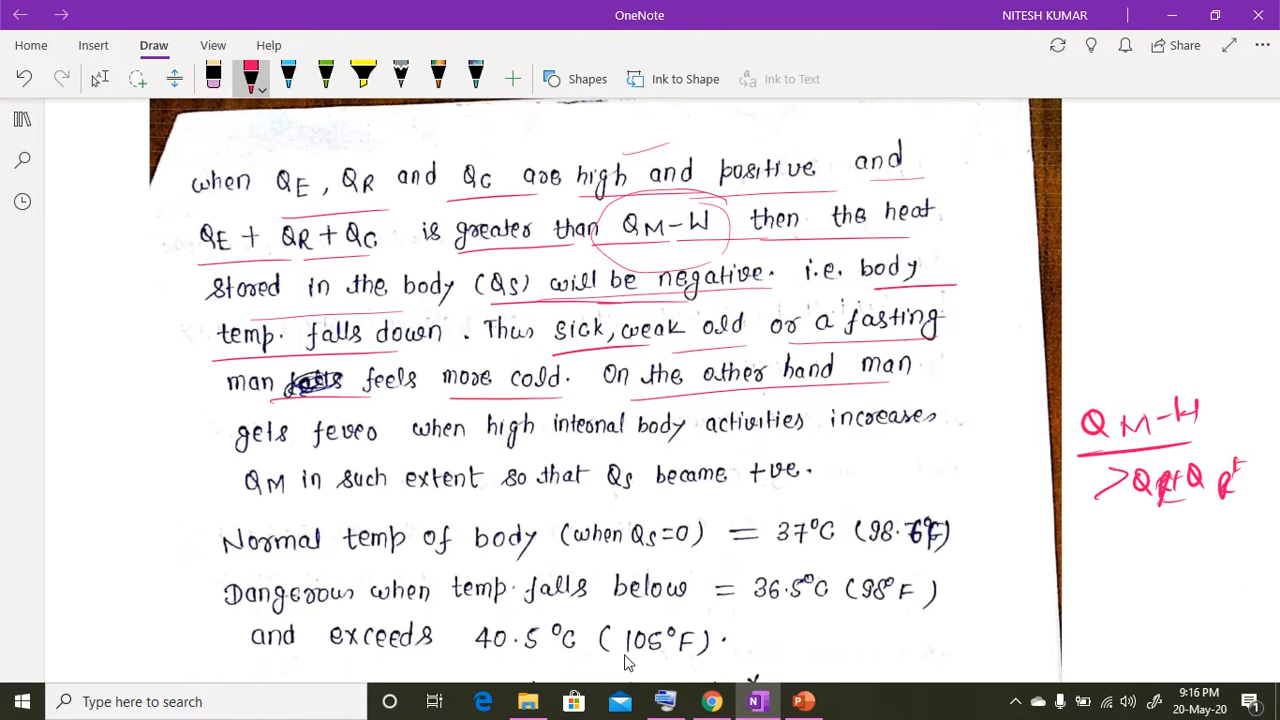 OneNote
NITESH KUMAR
Home Insert Draw View Help
Share
Shapes Ink to Shape Ink to Text
when QE, QR and QC are high and positive and
QE + QR + QC is greater than QM-W then the heat
stored in the body (QS) will be negative. i.e. body
temp. falls down. Thus sick, weak old or a fasting
man feels more cold. On the other hand man
gets fever when high internal body activities increases
QM in such extent so that QS became +ve.
Normal temp of body (when QS=0) = 37°C (98.6°F)
Dangerous when temp. falls below = 36.5°C (98°F)
and exceeds 40.5°C (105°F).
QM-W
Type here to search
9:16 PM
20-May-20
1